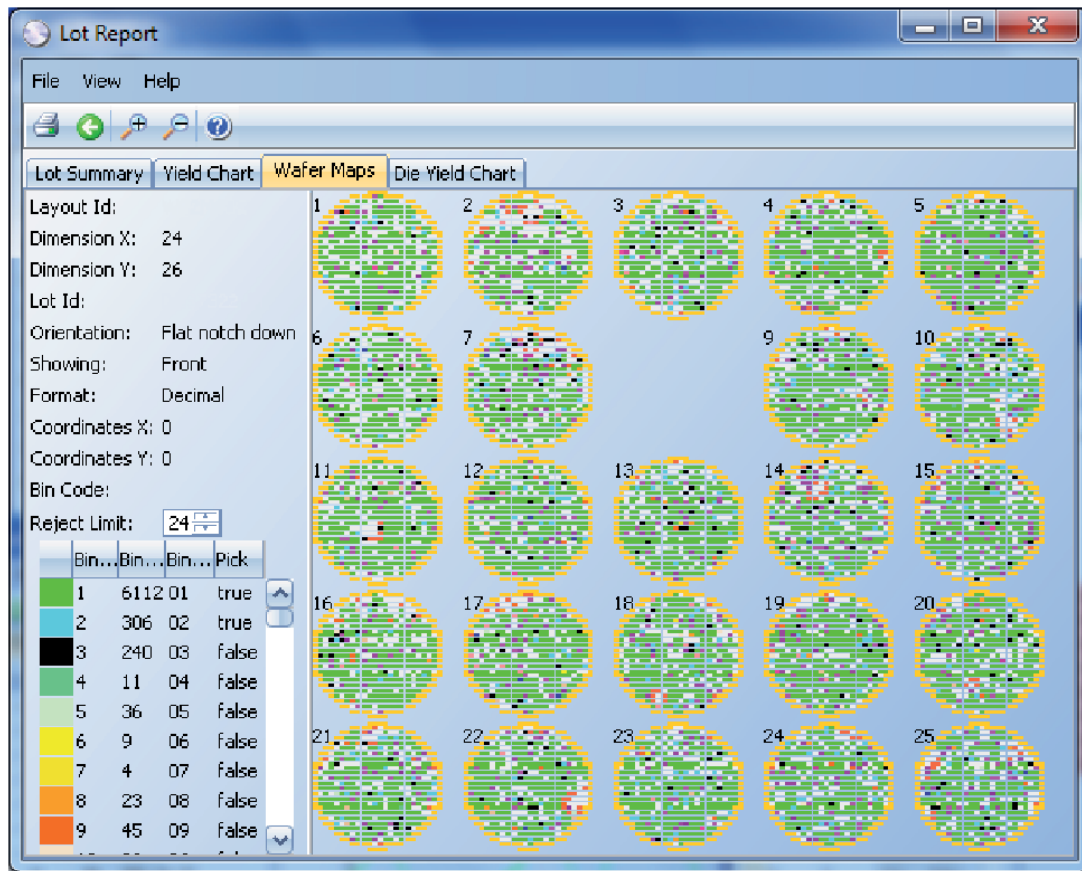 Lot Report
File View Help
Lot Summary Yield Chart Wafer Maps Die Yield Chart
Layout Id:
Dimension X: 24
Dimension Y: 26
Lot Id:
Orientation: Flat notch down
Showing: Front
Format: Decimal
Coordinates X: 0
Coordinates Y: 0
Bin Code:
Reject Limit: 24
Bin... Bin... Bin... Pick
1 6112 01 true
2 306 02 true
3 240 03 false
4 11 04 false
5 36 05 false
6 9 06 false
7 4 07 false
8 23 08 false
9 45 09 false
1 2 3 4 5
6 7 9 10
11 12 13 14 15
16 17 18 19 20
21 22 23 24 25